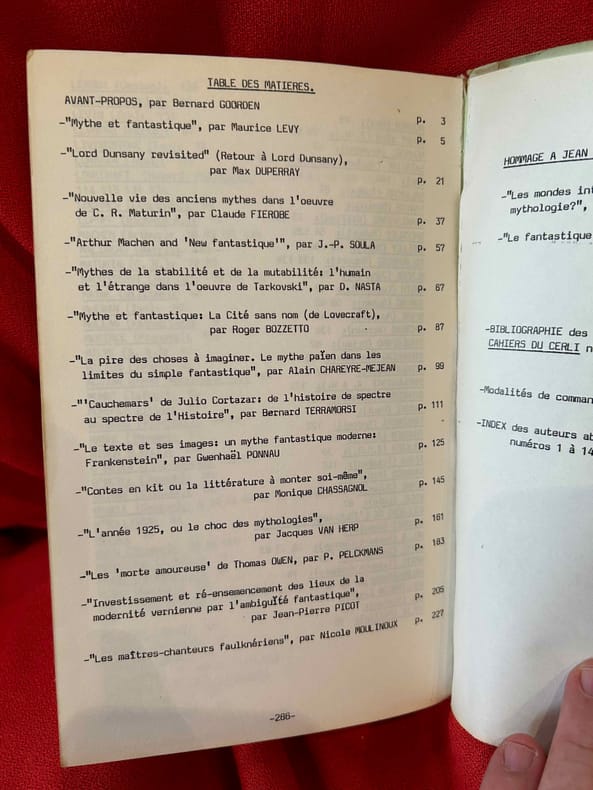 TABLE DES MATIERES.
AVANT-PROPOS, par Bernard GOORDEN p. 3
-"Mythe et fantastique", par Maurice LEVY p. 5
-"Lord Dunsany revisited" (Retour à Lord Dunsany),
par Max DUPERRAY p. 21
-"Nouvelle vie des anciens mythes dans l'oeuvre
de C. R. Maturin", par Claude FIEROBE p. 37
-"Arthur Machen and 'New fantastique'", par J.-P. SOULA p. 57
-"Mythes de la stabilité et de la mutabilité: l'humain
et l'étrange dans l'oeuvre de Tarkovski", par D. NASTA p. 67
-"Mythe et fantastique: La Cité sans nom (de Lovecraft),
par Roger BOZZETTO p. 87
-"La pire des choses à imaginer. Le mythe païen dans les
limites du simple fantastique", par Alain CHAREYRE-MEJEAN p. 99
-"'Cauchemars' de Julio Cortazar: de l'histoire de spectre
au spectre de l'Histoire", par Bernard TERRAMORSI p. 111
-"Le texte et ses images: un mythe fantastique moderne:
Frankenstein", par Gwenhaël PONNAU p. 125
-"Contes en kit ou la littérature à monter soi-même",
par Monique CHASSAGNOL p. 145
-"L'année 1925, ou le choc des mythologies",
par Jacques VAN HERP p. 161
-"Les 'morte amoureuse' de Thomas OWEN, par P. PELCKMANS p. 183
-"Investissement et ré-ensemencement des lieux de la
modernité vernienne par l'ambiguïté fantastique",
par Jean-Pierre PICOT p. 205
-"Les maîtres-chanteurs faulknériens", par Nicole MOULINOUX p. 227
-286-
HOMMAGE A JEAN
-"Les mondes
mythologie?",
-"Le fantastique
-BIBLIOGRAPHIE des
CAHIERS DU CERLI
-Modalités de
-INDEX des auteurs
numéros 1 à 14